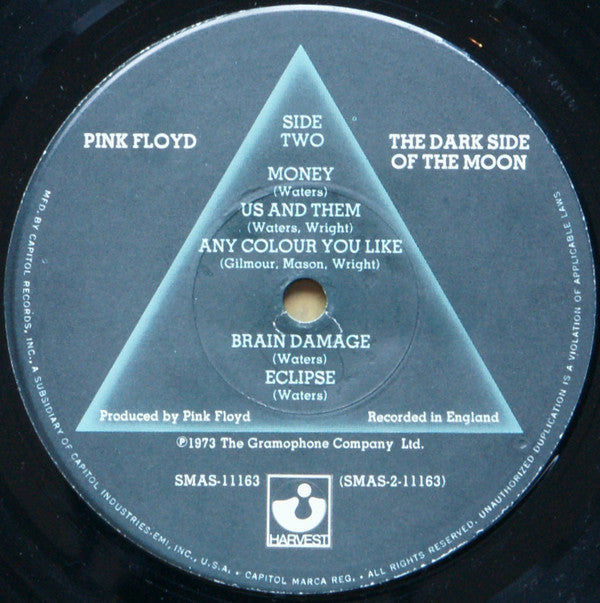 SIDE
TWO
PINK FLOYD
THE DARK SIDE
OF THE MOON
MONEY
(Waters)
US AND THEM
(Waters, Wright)
ANY COLOUR YOU LIKE
(Gilmour, Mason, Wright)
BRAIN DAMAGE
(Waters)
ECLIPSE
(Waters)
Produced by Pink Floyd
Recorded in England
℗1973 The Gramophone Company Ltd.
SMAS-11163
(SMAS-2-11163)
HARVEST
MFD. BY CAPITOL RECORDS, INC., A SUBSIDIARY OF CAPITOL INDUSTRIES-EMI, INC., U.S.A. • CAPITOL MARCA REG. • ALL RIGHTS RESERVED. UNAUTHORIZED DUPLICATION IS A VIOLATION OF APPLICABLE LAWS